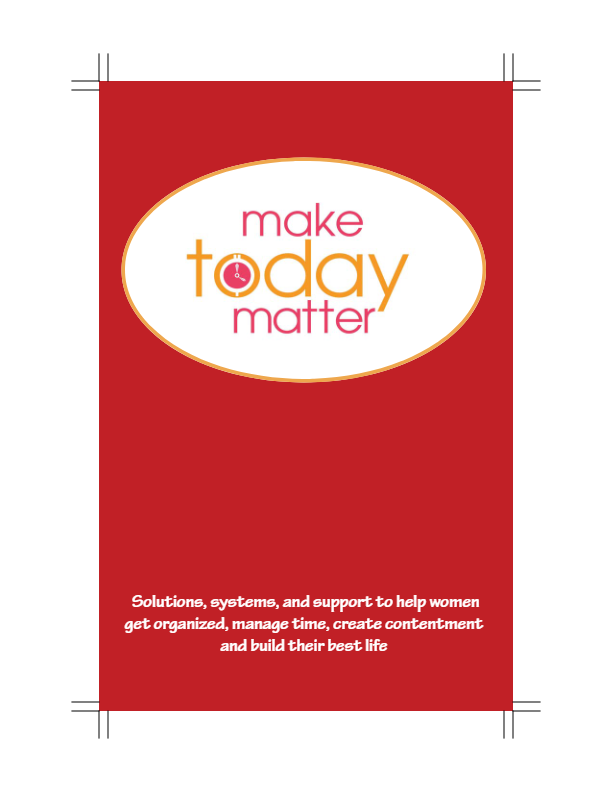 make
today
matter
Solutions, systems, and support to help women
get organized, manage time, create contentment
and build their best life